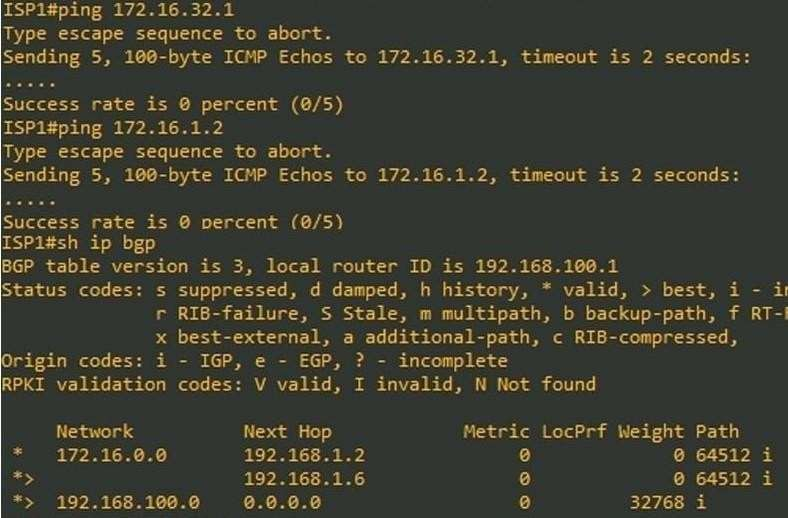 ISP1#ping 172.16.32.1
Type escape sequence to abort.
Sending 5, 100-byte ICMP Echos to 172.16.32.1, timeout is 2 seconds:
.....
Success rate is 0 percent (0/5)
ISP1#ping 172.16.1.2
Type escape sequence to abort.
Sending 5, 100-byte ICMP Echos to 172.16.1.2, timeout is 2 seconds:
.....
Success rate is 0 percent (0/5)
ISP1#sh ip bgp
BGP table version is 3, local router ID is 192.168.100.1
Status codes: s suppressed, d damped, h history, * valid, > best, i -
r RIB-failure, S Stale, m multipath, b backup-path, f
x best-external, a additional-path, c RIB-compressed,
Origin codes: i - IGP, e - EGP, ? - incomplete
RPKI validation codes: V valid, I invalid, N Not found
Network Next Hop Metric LocPrf Weight Path
* 172.16.0.0 192.168.1.2 0 0 64512 i
*> 192.168.1.6 0 0 64512 i
*> 192.168.100.0 0.0.0.0 0 32768 i